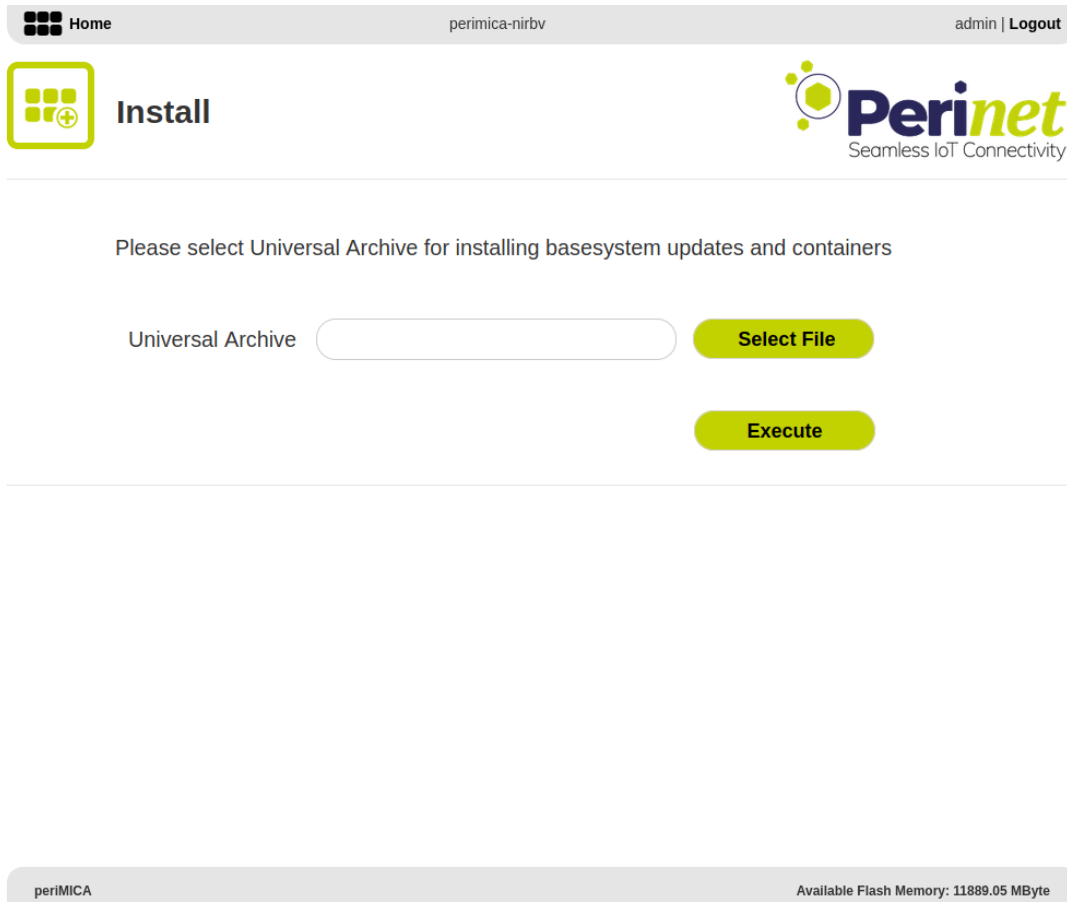 Home perimica-nirbv admin | Logout
Install
Perinet
Seamless IoT Connectivity
Please select Universal Archive for installing basesystem updates and containers
Universal Archive Select File
Execute
periMICA Available Flash Memory: 11889.05 MByte